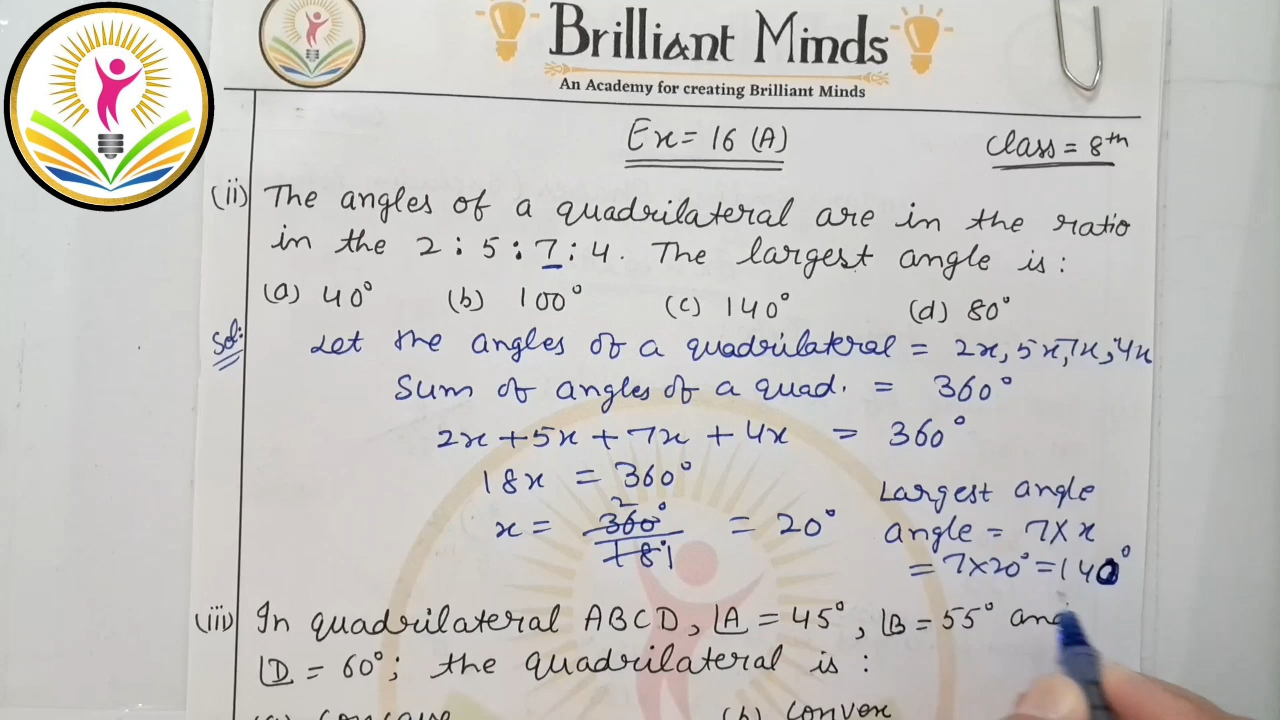 Brilliant Minds
An Academy for creating Brilliant Minds
Ex = 16 (A)
Class = 8th
(ii) The angles of a quadrilateral are in the ratio
in the 2 : 5 : 7 : 4. The largest angle is :
(a) 40° (b) 100° (c) 140° (d) 80°
Sol: Let the angles of a quadrilateral = 2x, 5x, 7x, 4x
Sum of angles of a quad. = 360°
2x + 5x + 7x + 4x = 360°
18x = 360°
x = 360°/18 = 20°
2
1
Largest angle
angle = 7 × x
= 7×20° = 140°
(iii) In quadrilateral ABCD, ∠A = 45°, ∠B = 55° and
∠D = 60°; the quadrilateral is :
(a) concave (b) convex